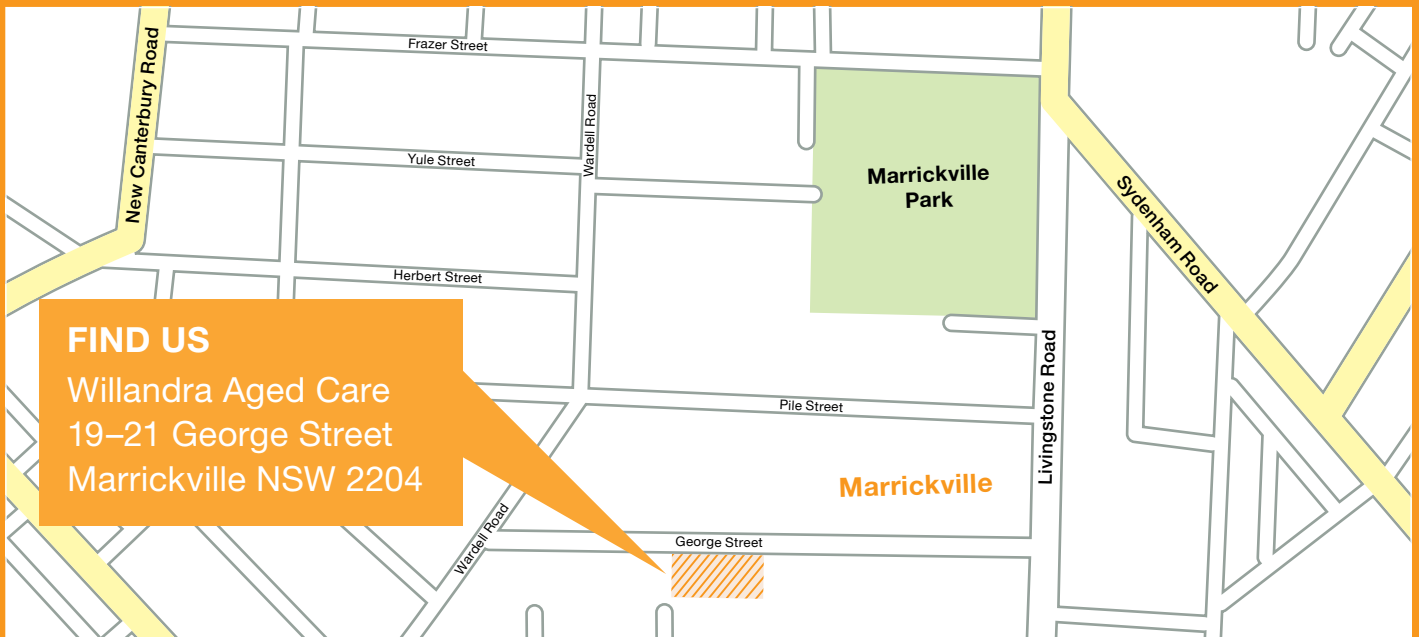 New Canterbury Road
Frazer Street
Wardell Road
Yule Street
Marrickville
Park
Sydenham Road
Herbert Street
FIND US
Willandra Aged Care
19–21 George Street
Marrickville NSW 2204
Livingstone Road
Pile Street
Marrickville
Wardell Road
George Street